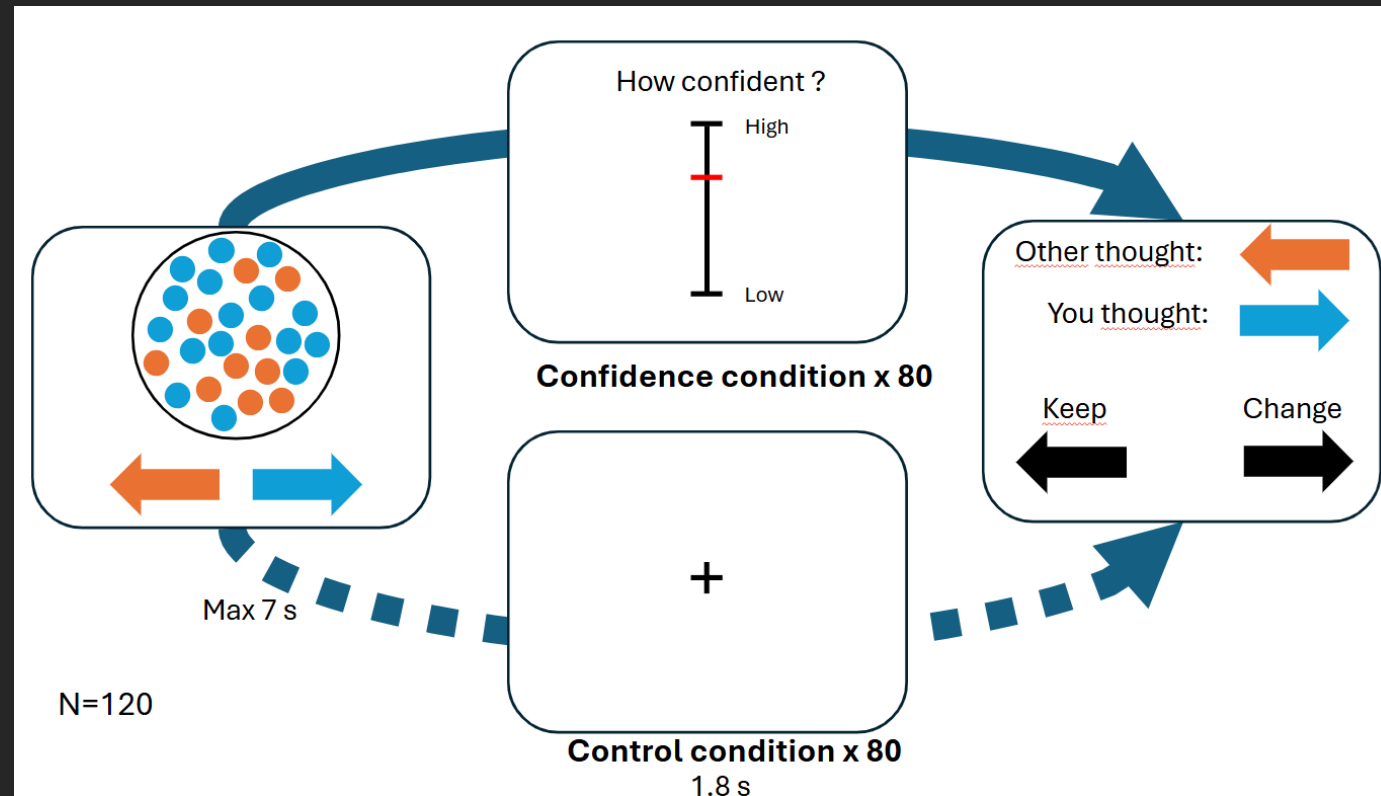 How confident ?
High
Low
Confidence condition x 80
Max 7 s
N=120
+
Control condition x 80
1.8 s
Other thought:
You thought:
Keep Change